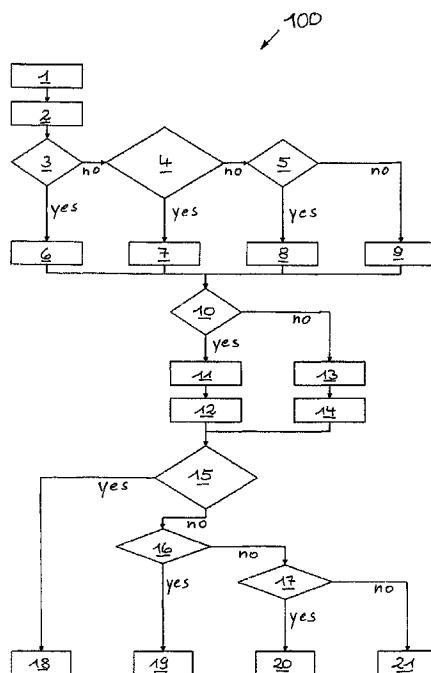 100
1
2
3 no 4 no 5 no
yes yes yes
6 7 8 9
10 no
yes
11 13
12 14
15
yes
no
16 no
17 no
yes
yes
18 19 20 21